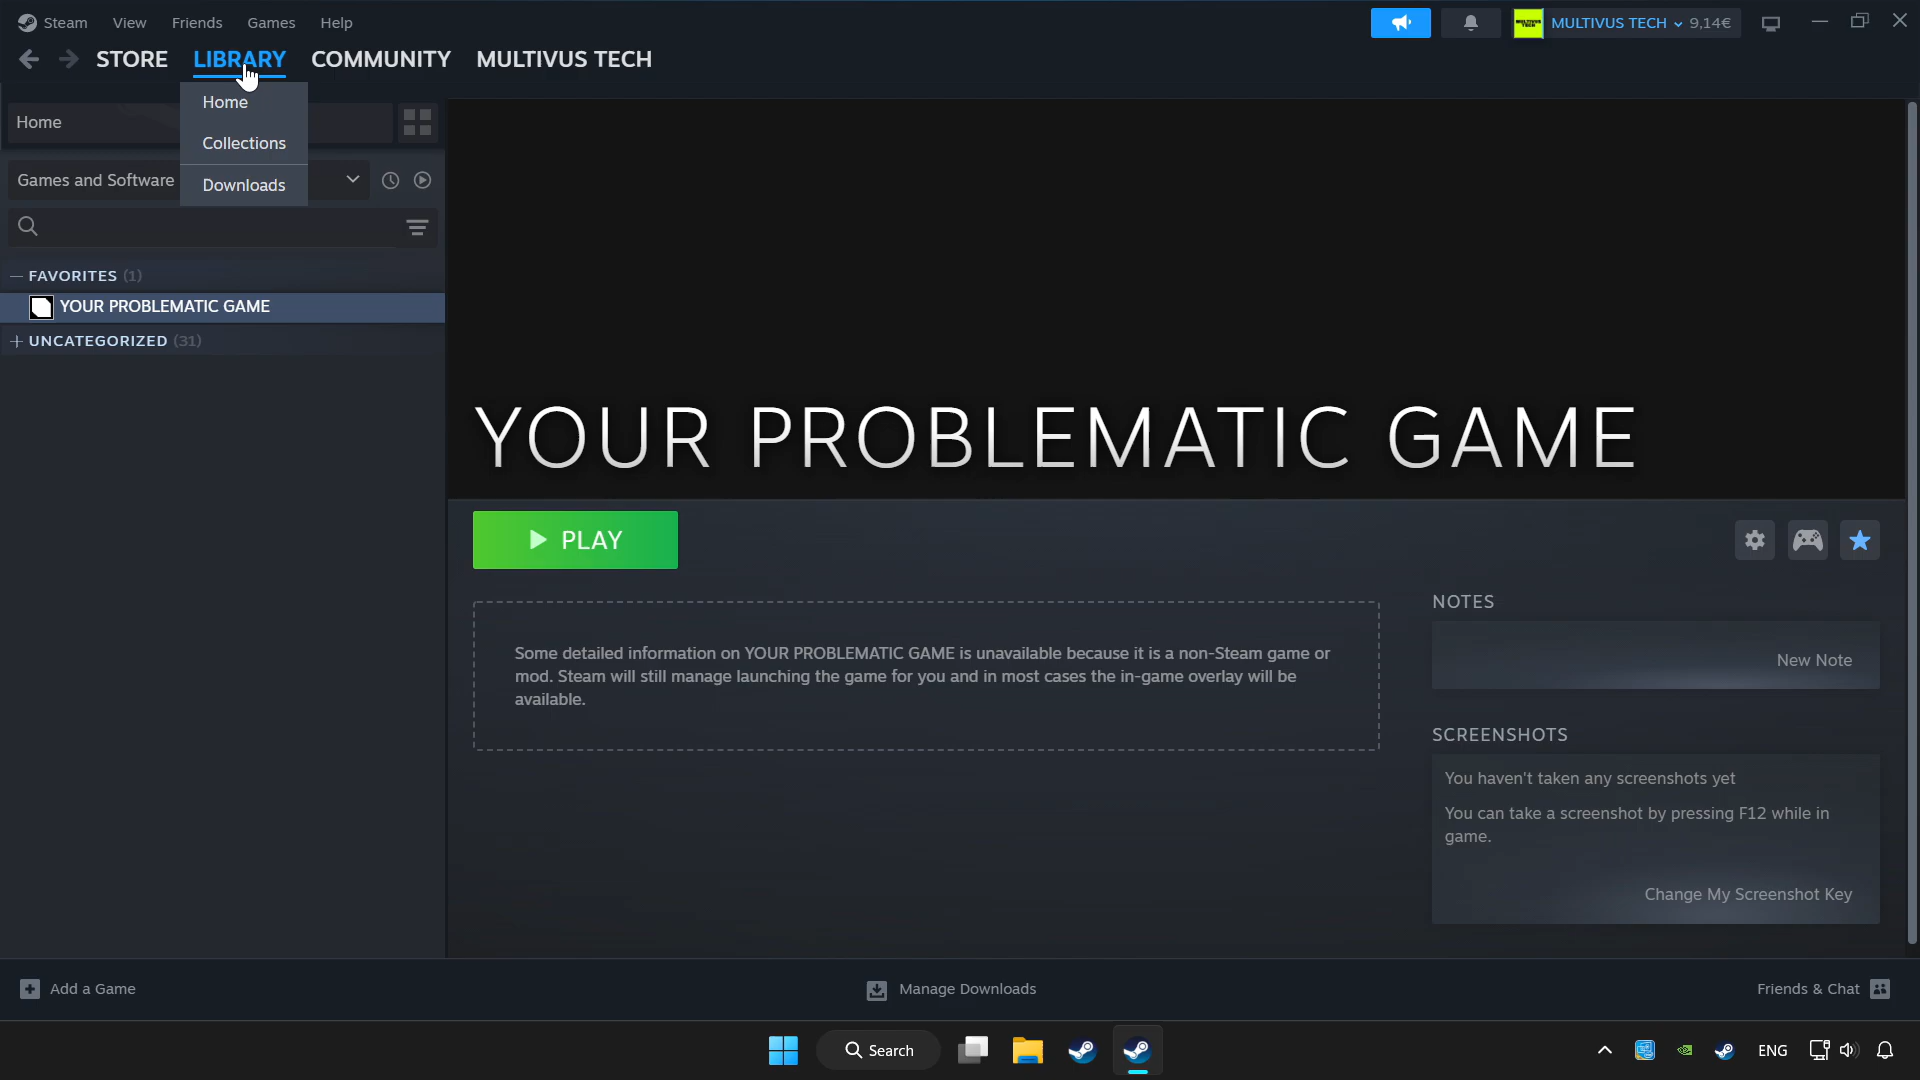 Steam View Friends Games Help
MULTIVUS TECH 9,14€
STORE LIBRARY COMMUNITY MULTIVUS TECH
Home
Collections
Downloads
Home
Games and Software
FAVORITES (1)
YOUR PROBLEMATIC GAME
UNCATEGORIZED (31)
YOUR PROBLEMATIC GAME
PLAY
Some detailed information on YOUR PROBLEMATIC GAME is unavailable because it is a non-Steam game or
mod. Steam will still manage launching the game for you and in most cases the in-game overlay will be
available.
NOTES
New Note
SCREENSHOTS
You haven't taken any screenshots yet
You can take a screenshot by pressing F12 while in
game.
Change My Screenshot Key
Add a Game
Manage Downloads
Friends & Chat
Search
ENG